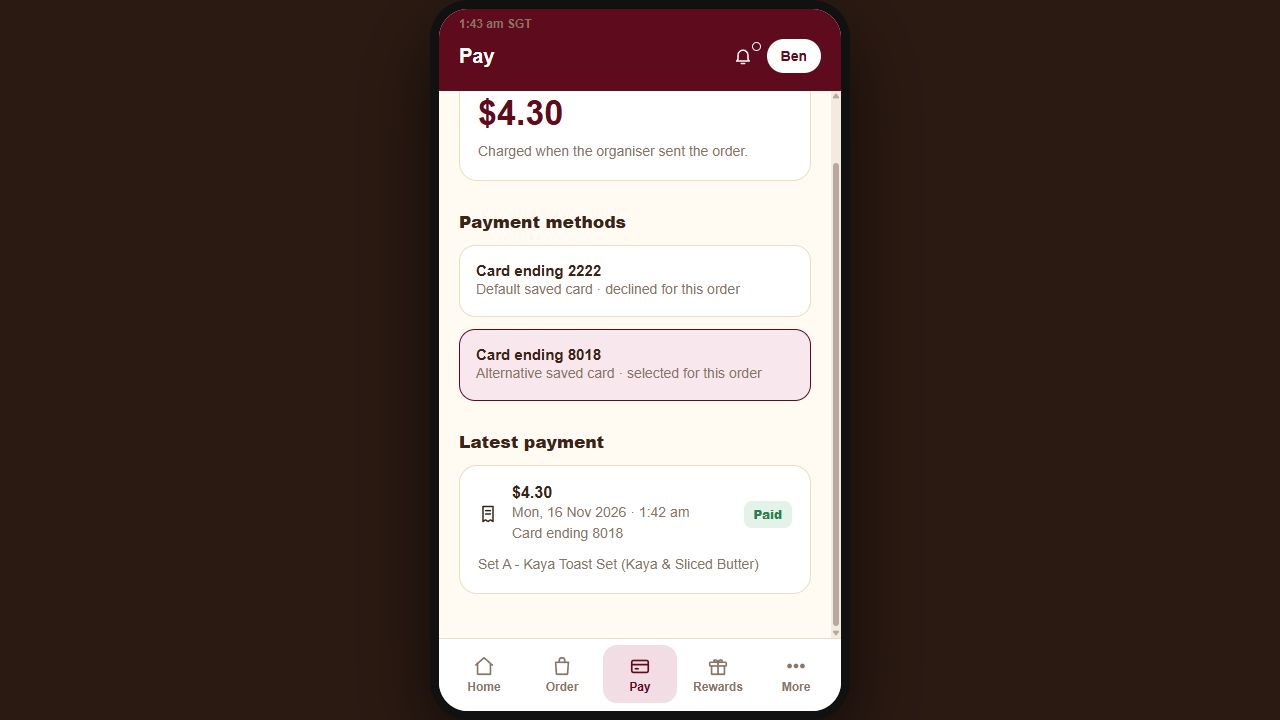 1:43 am SGT
Pay
Ben
$4.30
Charged when the organiser sent the order.
Payment methods
Card ending 2222
Default saved card · declined for this order
Card ending 8018
Alternative saved card · selected for this order
Latest payment
$4.30
Mon, 16 Nov 2026 · 1:42 am
Card ending 8018
Paid
Set A - Kaya Toast Set (Kaya & Sliced Butter)
Home
Order
Pay
Rewards
More